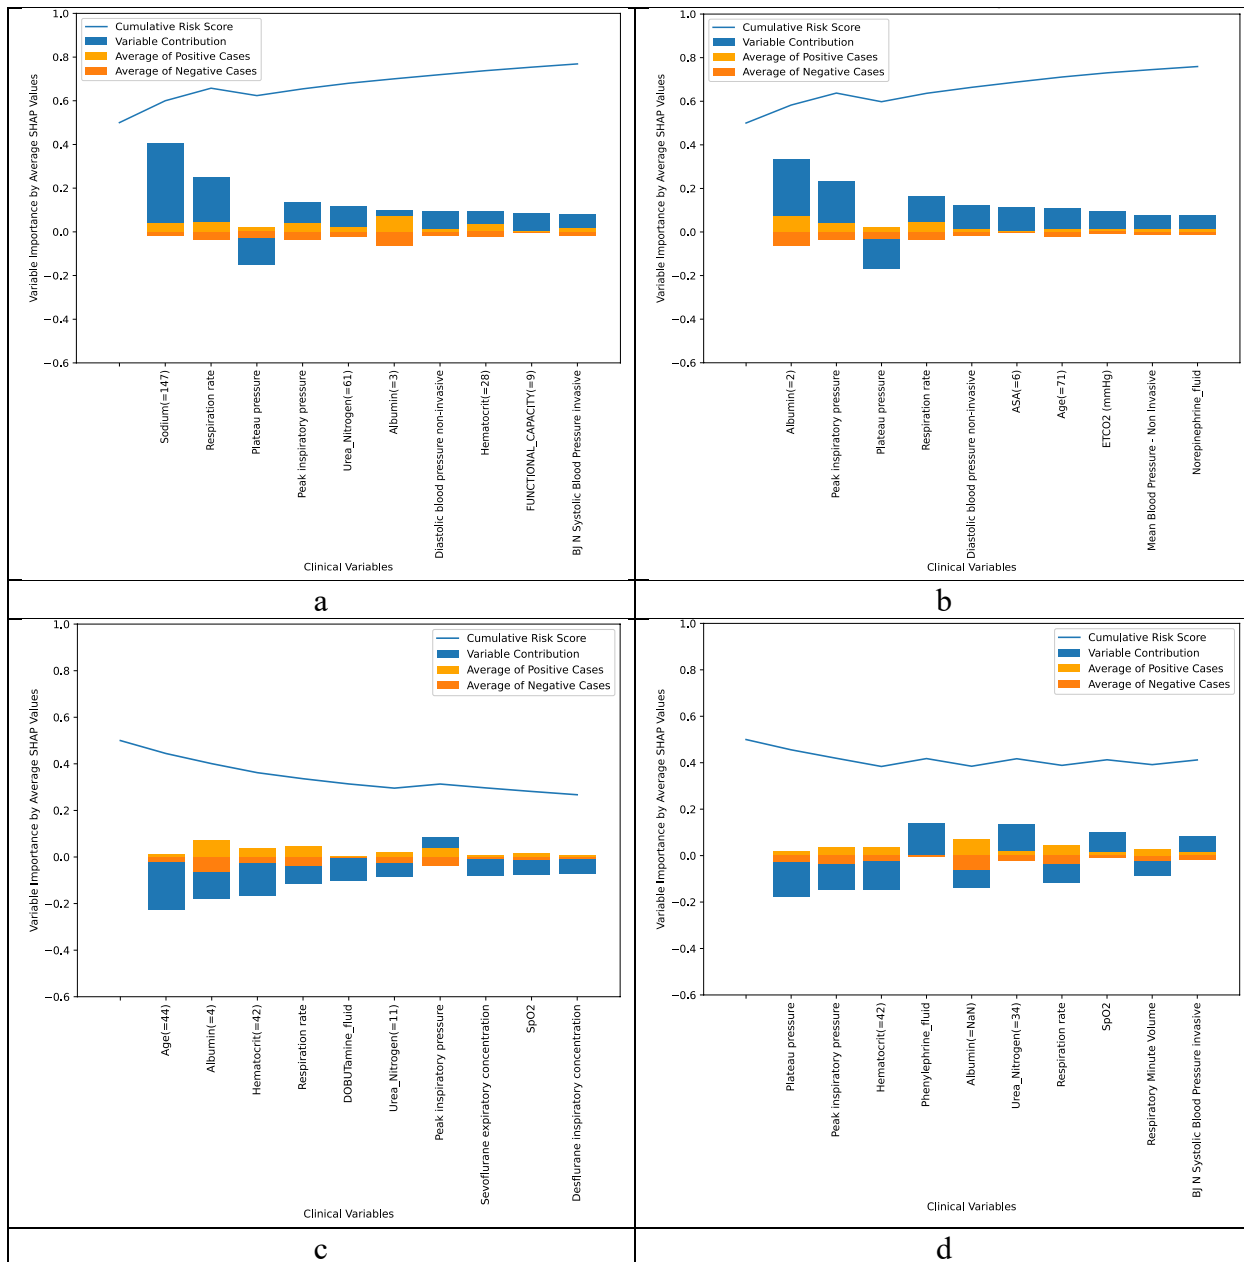 Cumulative Risk Score
Variable Contribution
Average of Positive Cases
Average of Negative Cases
Variable Importance by Average SHAP Values
1.0
0.8
0.6
0.4
0.2
0.0
−0.2
−0.4
−0.6
Sodium(=147)
Respiration rate
Plateau pressure
Peak inspiratory pressure
Urea_Nitrogen(=61)
Albumin(=3)
Diastolic blood pressure non-invasive
Hematocrit(=28)
FUNCTIONAL_CAPACITY(=9)
BJ N Systolic Blood Pressure invasive
Clinical Variables
a
Cumulative Risk Score
Variable Contribution
Average of Positive Cases
Average of Negative Cases
Variable Importance by Average SHAP Values
1.0
0.8
0.6
0.4
0.2
0.0
−0.2
−0.4
−0.6
Albumin(=2)
Peak inspiratory pressure
Plateau pressure
Respiration rate
Diastolic blood pressure non-invasive
ASA(=6)
Age(=71)
ETCO2 (mmHg)
Mean Blood Pressure - Non Invasive
Norepinephrine_fluid
Clinical Variables
b
Cumulative Risk Score
Variable Contribution
Average of Positive Cases
Average of Negative Cases
Variable Importance by Average SHAP Values
1.0
0.8
0.6
0.4
0.2
0.0
−0.2
−0.4
−0.6
Age(=44)
Albumin(=4)
Hematocrit(=42)
Respiration rate
DOBUTamine_fluid
Urea_Nitrogen(=11)
Peak inspiratory pressure
Sevoflurane expiratory concentration
SpO2
Desflurane inspiratory concentration
Clinical Variables
c
Cumulative Risk Score
Variable Contribution
Average of Positive Cases
Average of Negative Cases
Variable Importance by Average SHAP Values
1.0
0.8
0.6
0.4
0.2
0.0
−0.2
−0.4
−0.6
Plateau pressure
Peak inspiratory pressure
Hematocrit(=42)
Phenylephrine_fluid
Albumin(=NaN)
Urea_Nitrogen(=34)
Respiration rate
SpO2
Respiratory Minute Volume
BJ N Systolic Blood Pressure invasive
Clinical Variables
d